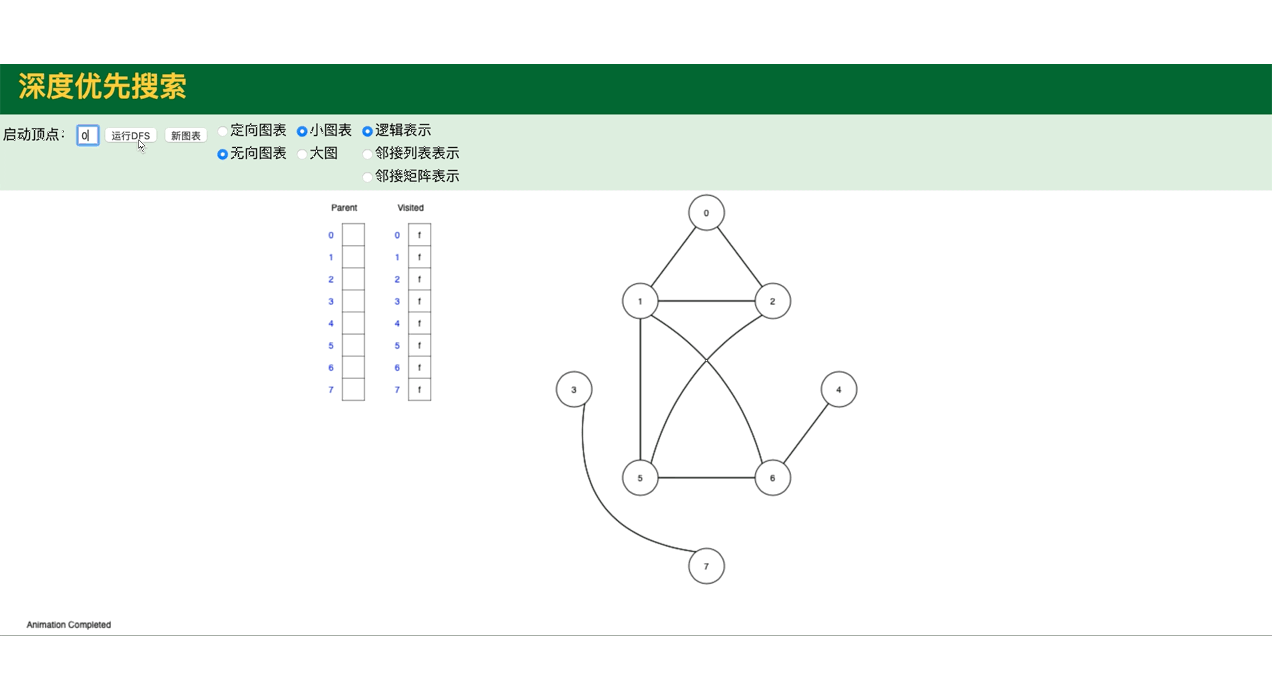 深度优先搜索
启动顶点： 0 运行DFS 新图表 定向图表 小图表 逻辑表示
无向图表 大图 邻接列表表示
邻接矩阵表示
Parent Visited
0 0 f
1 1 f
2 2 f
3 3 f
4 4 f
5 5 f
6 6 f
7 7 f
0
1 2
3 4
5 6
7
Animation Completed